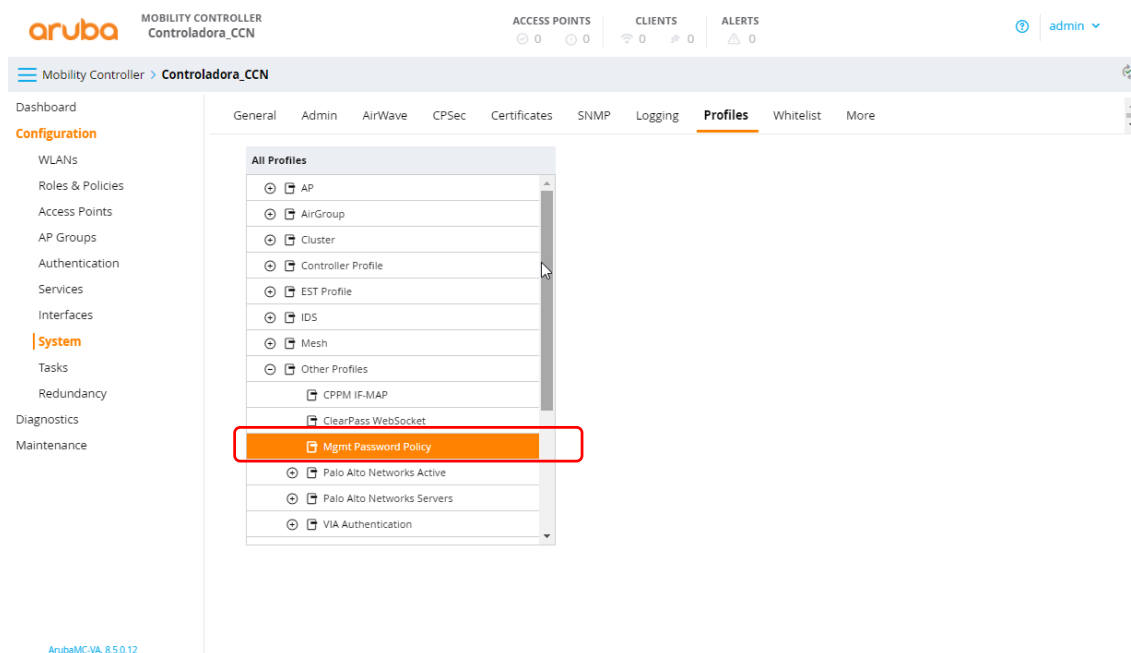 aruba
MOBILITY CONTROLLER
Controladora_CCN
ACCESS POINTS
0 0
CLIENTS
0 0
ALERTS
0
admin
Mobility Controller > Controladora_CCN
Dashboard
Configuration
WLANs
Roles & Policies
Access Points
AP Groups
Authentication
Services
Interfaces
System
Tasks
Redundancy
Diagnostics
Maintenance
General Admin AirWave CPSec Certificates SNMP Logging Profiles Whitelist More
All Profiles
AP
AirGroup
Cluster
Controller Profile
EST Profile
IDS
Mesh
Other Profiles
CPPM IF-MAP
ClearPass WebSocket
Mgmt Password Policy
Palo Alto Networks Active
Palo Alto Networks Servers
VIA Authentication
ArubaMC-VA, 8.5.0.12